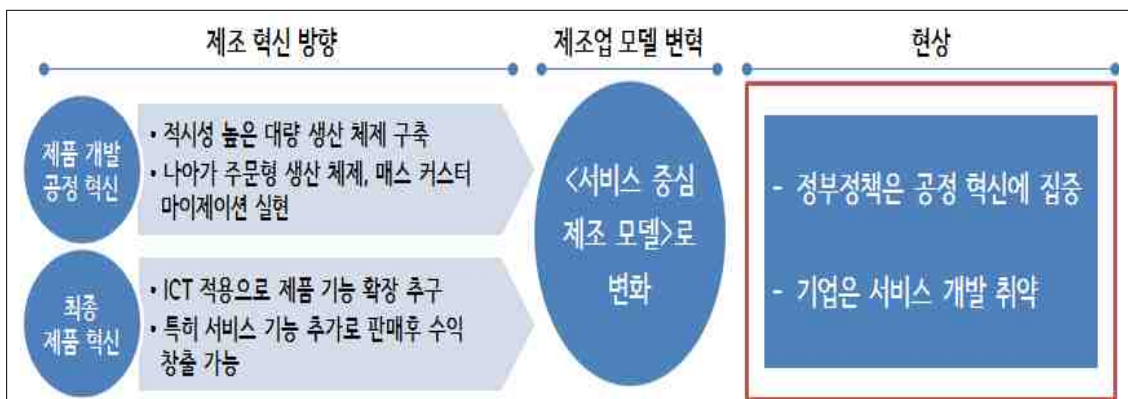 제조 혁신 방향
제조업 모델 변혁
현상
제품 개발
공정 혁신
• 적시성 높은 대량 생산 체제 구축
• 나아가 주문형 생산 체제, 매스 커스터
마이제이션 실현
최종
제품 혁신
• ICT 적용으로 제품 기능 확장 추구
• 특히 서비스 기능 추가로 판매후 수익
창출 가능
<서비스 중심
제조 모델>로
변화
- 정부정책은 공정 혁신에 집중
- 기업은 서비스 개발 취약